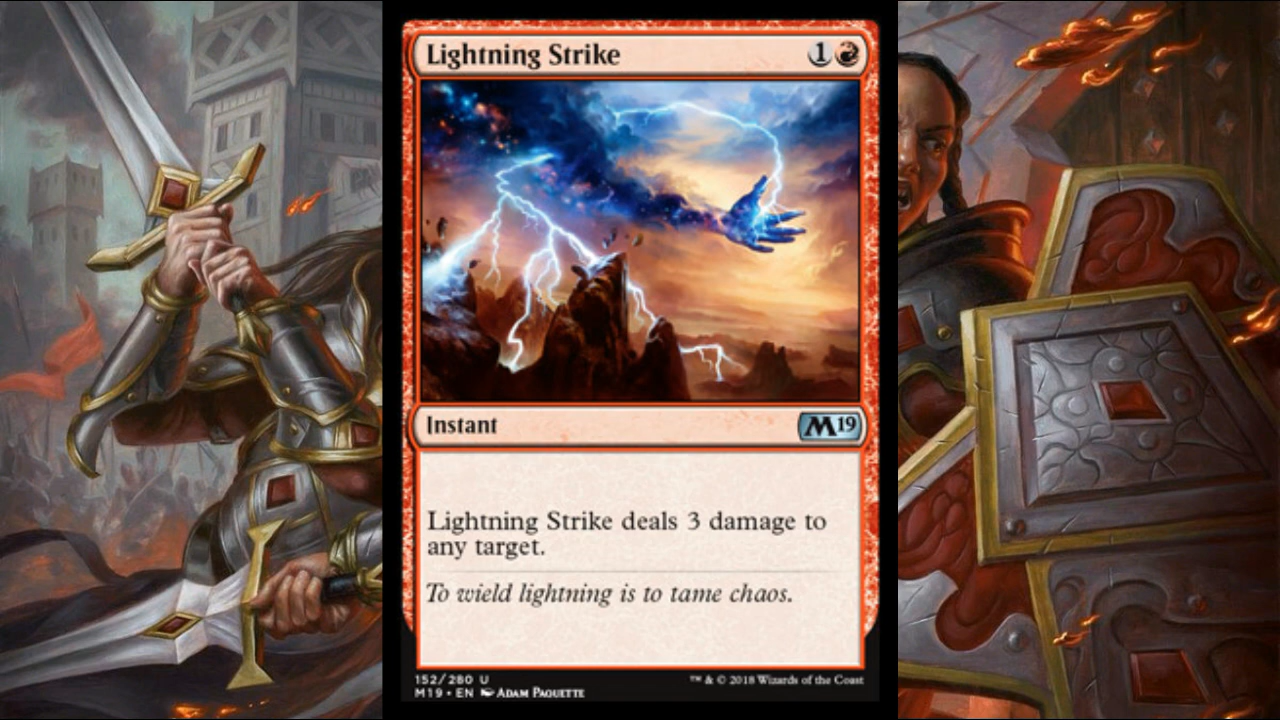 Lightning Strike 1
Instant M19
Lightning Strike deals 3 damage to
any target.
To wield lightning is to tame chaos.
152/280 U ™ & © 2018 Wizards of the Coast
M19 • EN Adam Paquette